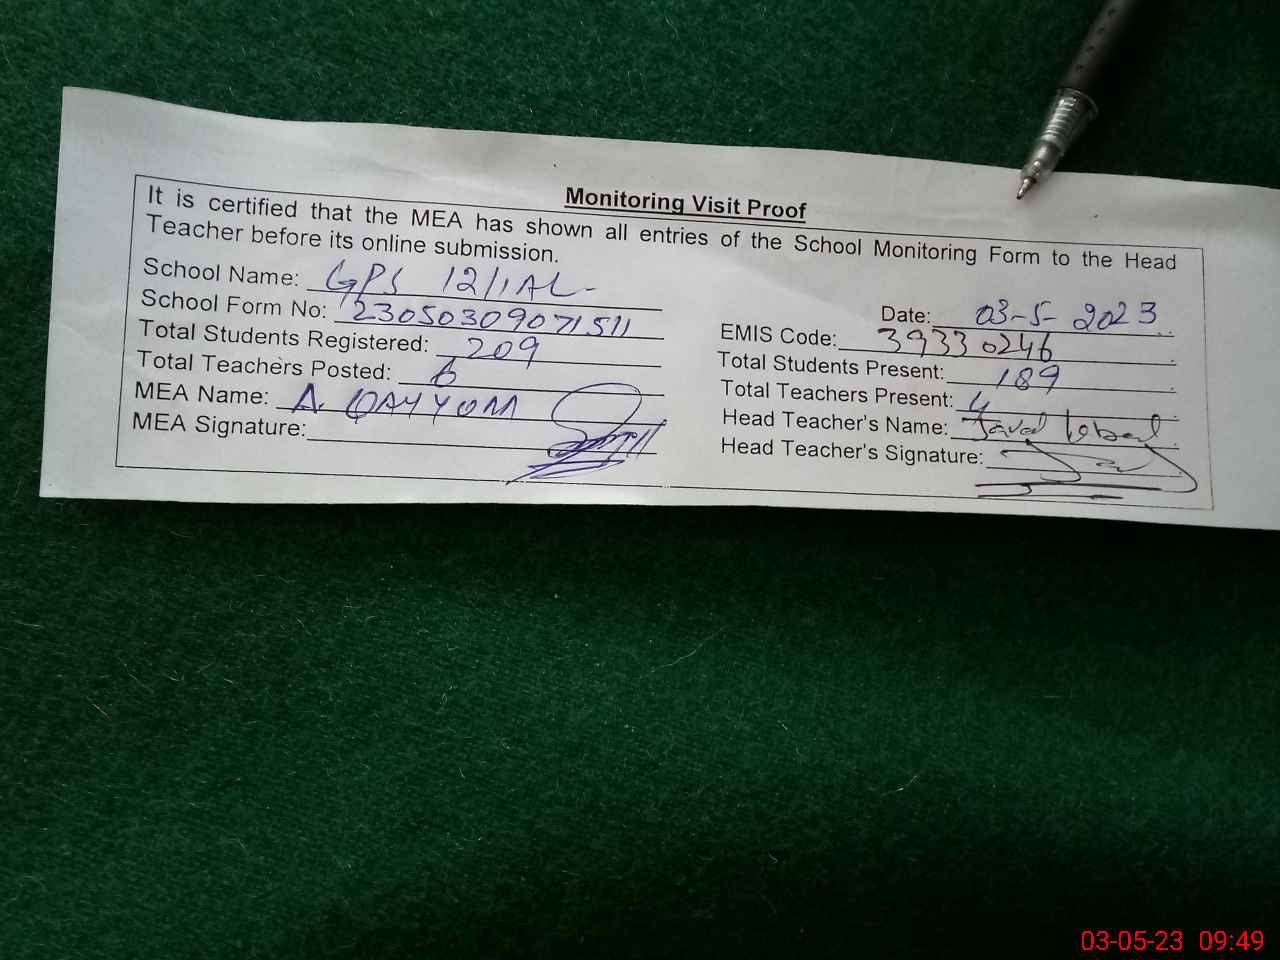 Monitoring Visit Proof
It is certified that the MEA has shown all entries of the School Monitoring Form to the Head
Teacher before its online submission.
School Name: GPS 12/1AL
Date: 03-5-2023
School Form No: 23050309071511
EMIS Code: 39330246
Total Students Registered: 209
Total Students Present: 189
Total Teachers Posted: 6
Total Teachers Present: 4
MEA Name: A. QAYYUM
Head Teacher's Name: Javed Iqbal
MEA Signature:
Head Teacher's Signature:
03-05-23 09:49